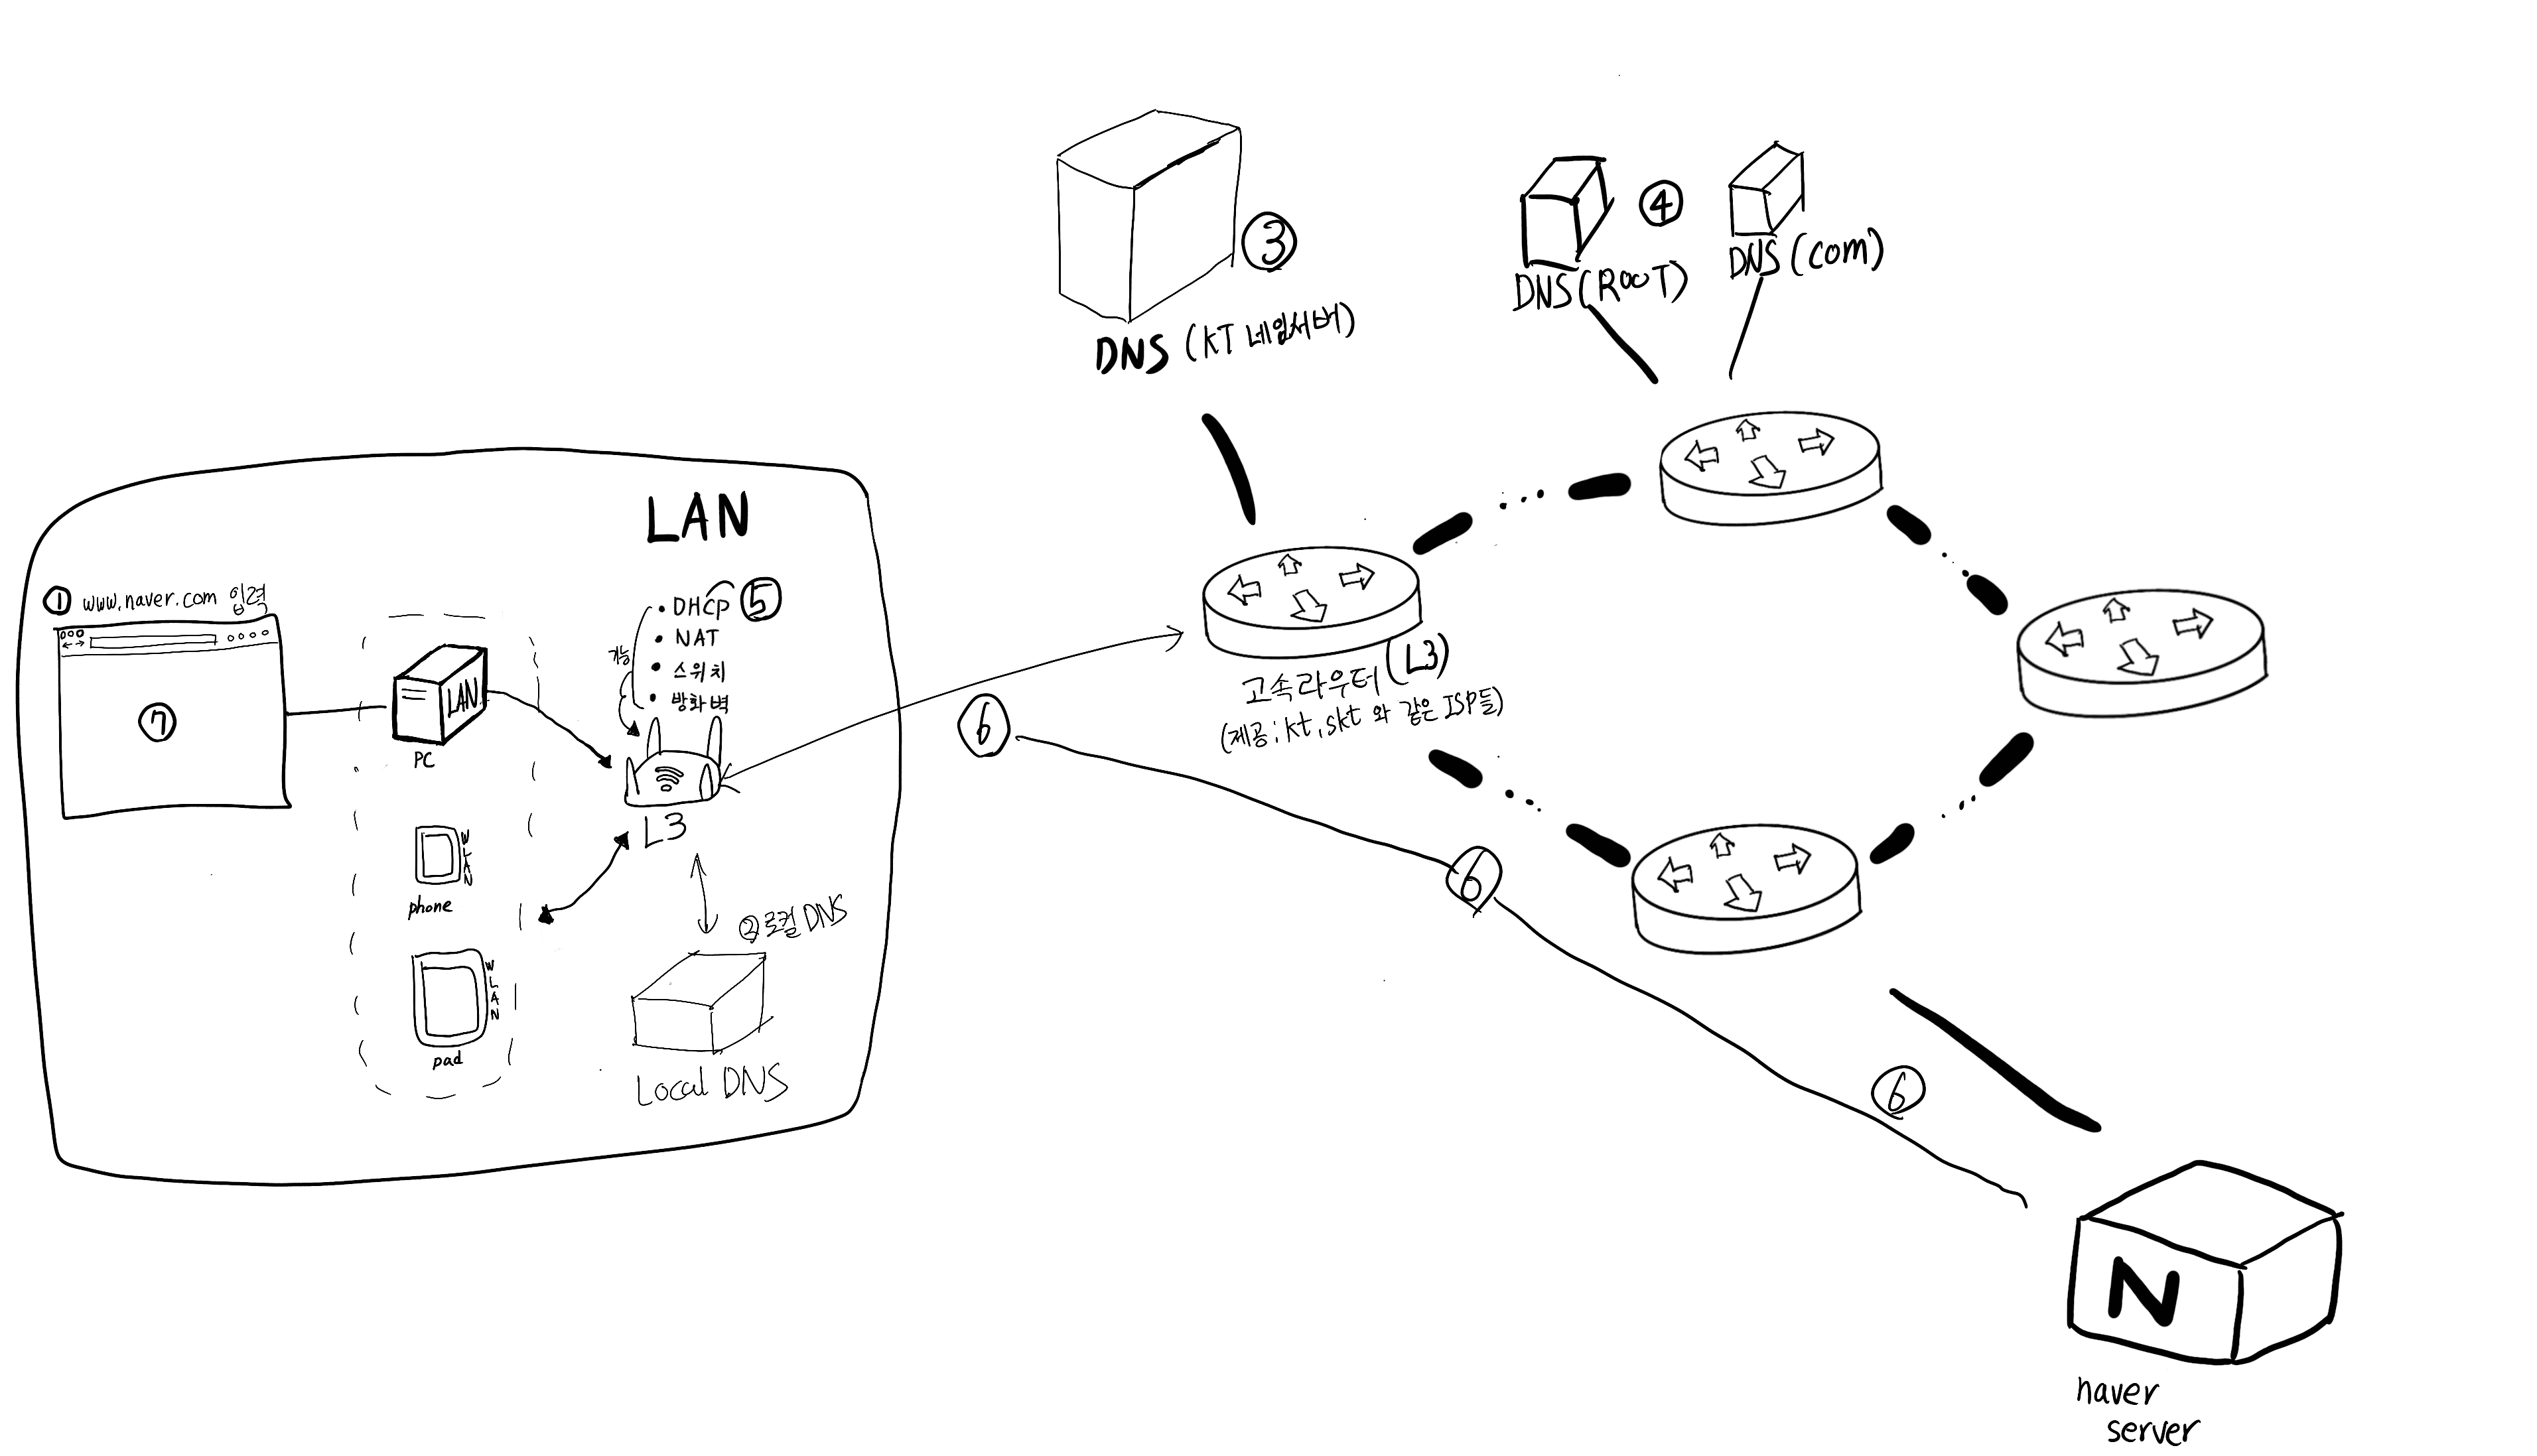 LAN
① www.naver.com 입력
⑦
LAN
PC
W
L
A
N
phone
W
L
A
N
pad
• DHCP ⑤
• NAT
• 스위치
• 방화벽
기능
L3
② 로컬 DNS
Local DNS
③
DNS (KT 네임서버)
④
DNS (ROOT)
DNS (com)
고속라우터 (L3)
(제공: kt, skt 와 같은 ISP들)
⑥
⑥
⑥
N
naver
server